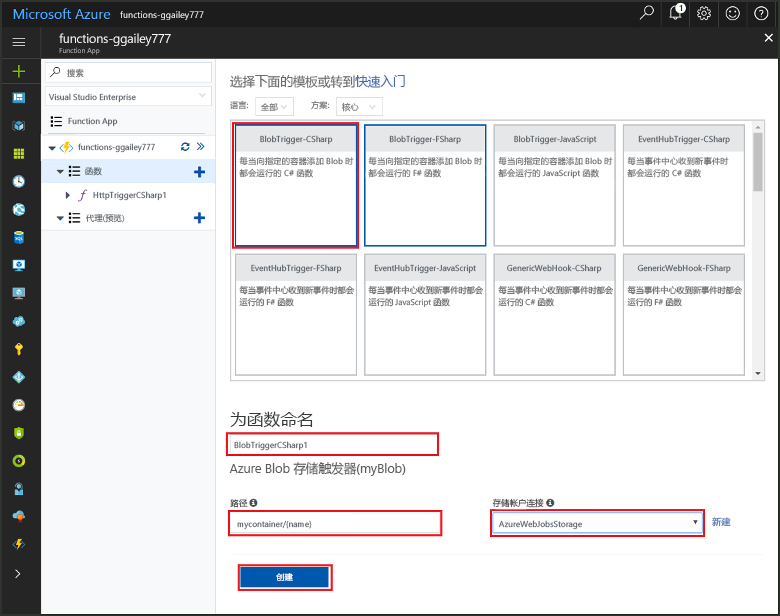 Microsoft Azure functions-ggailey777
1
functions-ggailey777
Function App
搜索
Visual Studio Enterprise
Function App
functions-ggailey777
函数
HttpTriggerCSharp1
代理(预览)
选择下面的模板或转到快速入门
语言: 全部 方案: 核心
BlobTrigger-CSharp
每当向指定的容器添加 Blob 时
都会运行的 C# 函数
BlobTrigger-FSharp
每当向指定的容器添加 Blob 时
都会运行的 F# 函数
BlobTrigger-JavaScript
每当向指定的容器添加 Blob 时
都会运行的 JavaScript 函数
EventHubTrigger-CSharp
每当事件中心收到新事件时
都会运行的 C# 函数
EventHubTrigger-FSharp
每当事件中心收到新事件时都会
运行的 F# 函数
EventHubTrigger-JavaScript
每当事件中心收到新事件时都会
运行的 JavaScript 函数
GenericWebHook-CSharp
每当事件中心收到新事件时都会
运行的 C# 函数
GenericWebHook-FSharp
每当事件中心收到新事件时都会
运行的 F# 函数
为函数命名
BlobTriggerCSharp1
Azure Blob 存储触发器(myBlob)
路径
mycontainer/{name}
存储帐户连接
AzureWebJobsStorage
新建
创建